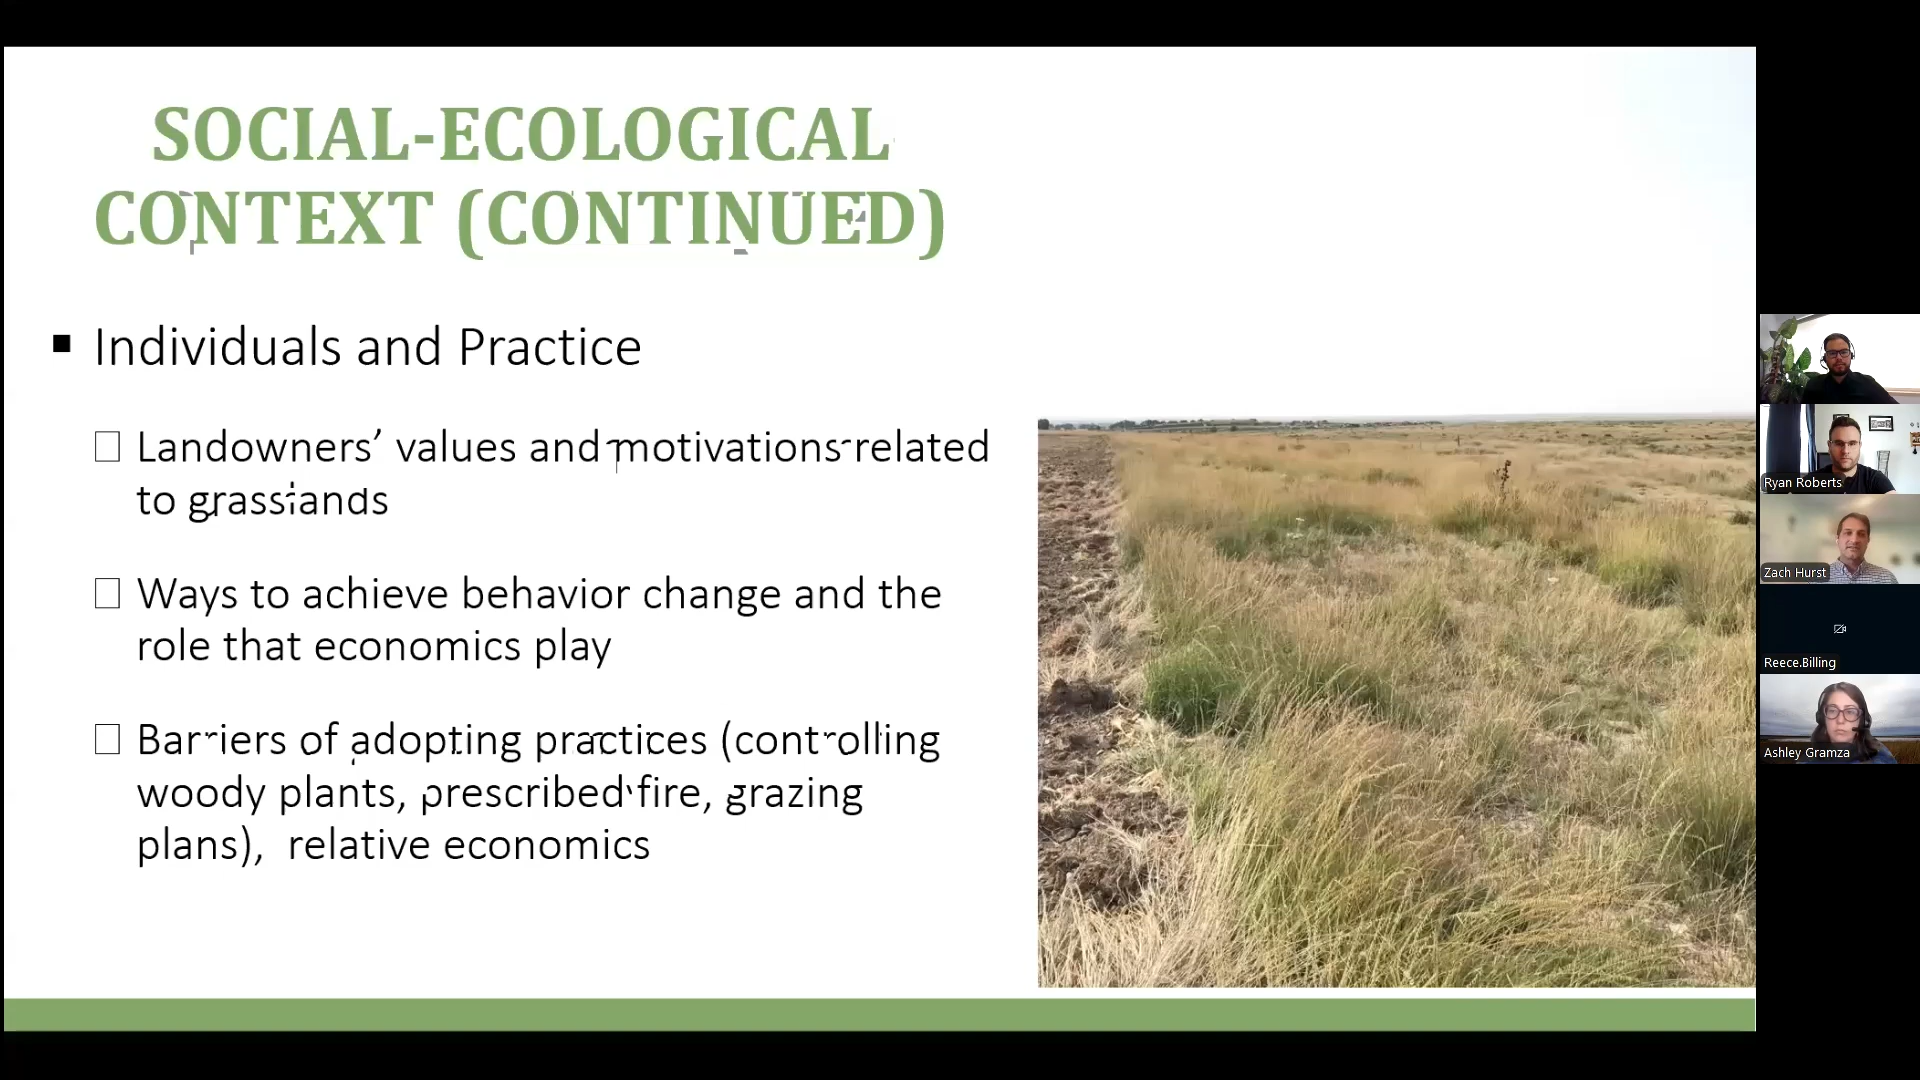 SOCIAL-ECOLOGICAL
CONTEXT (CONTINUED)
Individuals and Practice
Landowners’ values and motivations related
to grasslands
Ways to achieve behavior change and the
role that economics play
Barriers of adopting practices (controlling
woody plants, prescribed fire, grazing
plans),  relative economics
Ryan Roberts
Zach Hurst
Reece.Billing
Ashley Gramza